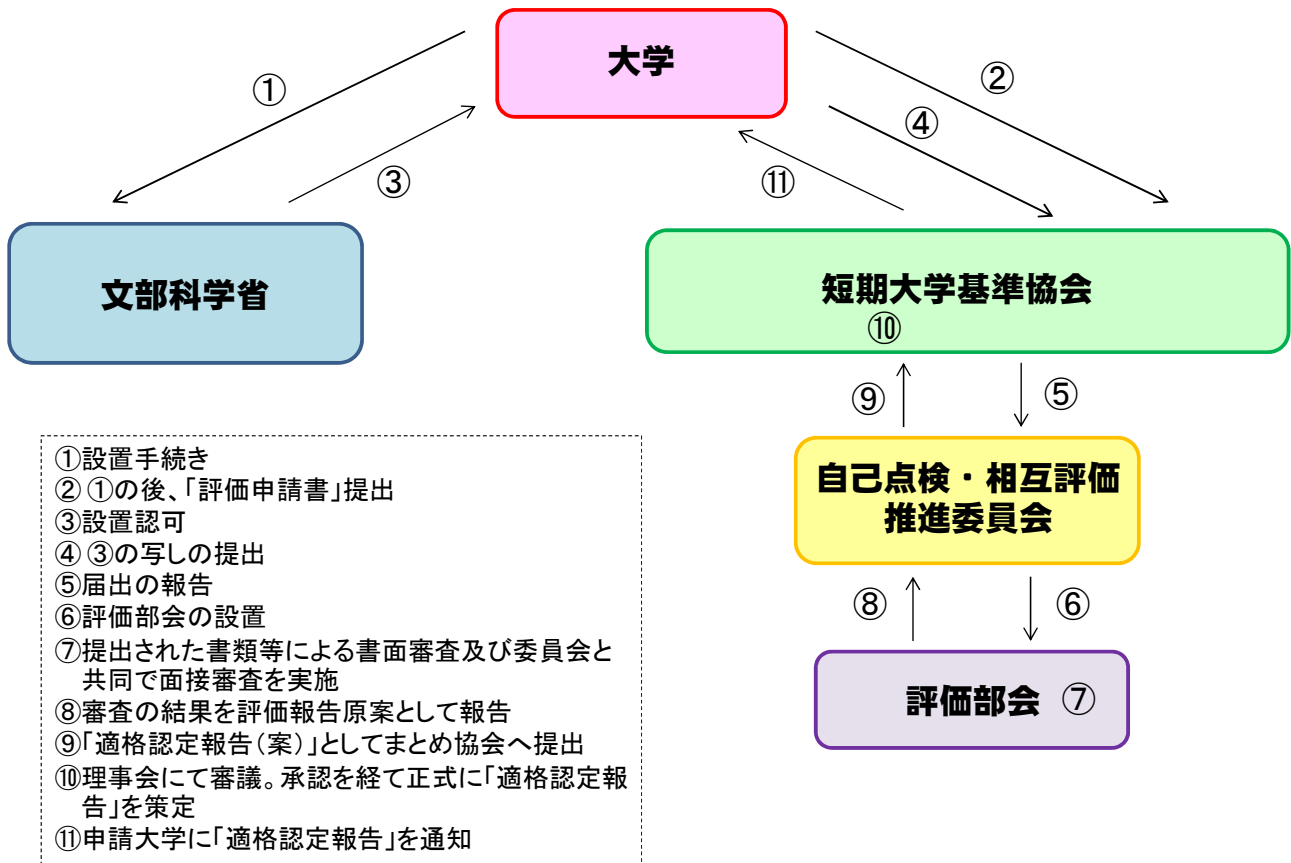 大学
①
②
④
③
⑪
文部科学省
短期大学基準協会
⑩
⑨
⑤
自己点検・相互評価
推進委員会
⑧
⑥
評価部会 ⑦
①設置手続き
② ①の後、「評価申請書」提出
③設置認可
④ ③の写しの提出
⑤届出の報告
⑥評価部会の設置
⑦提出された書類等による書面審査及び委員会と
共同で面接審査を実施
⑧審査の結果を評価報告原案として報告
⑨「適格認定報告(案)」としてまとめ協会へ提出
⑩理事会にて審議。承認を経て正式に「適格認定報
告」を策定
⑪申請大学に「適格認定報告」を通知